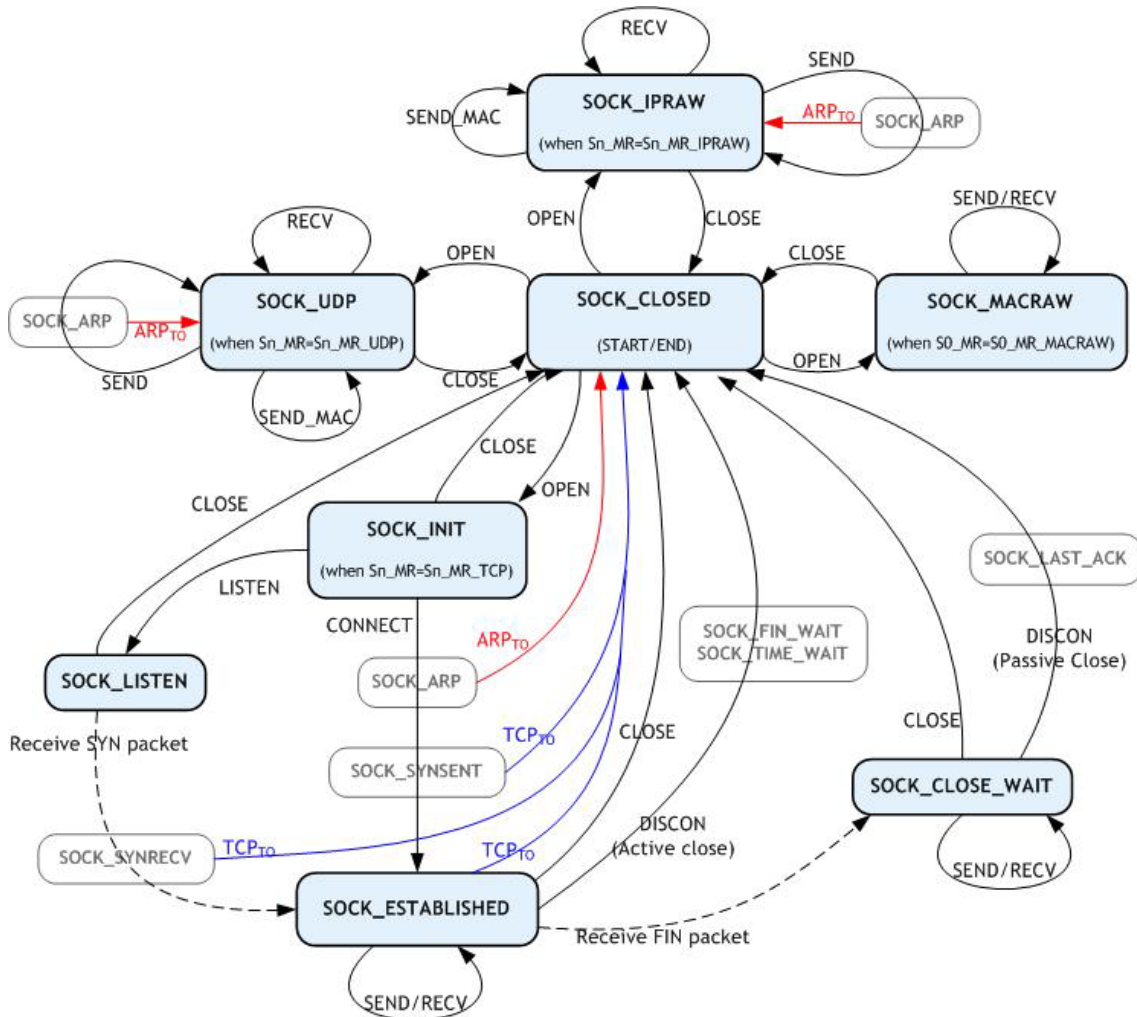 RECV
SEND
SOCK_IPRAW
(when Sn_MR=Sn_MR_IPRAW)
SEND_MAC
ARPTO
SOCK_ARP
OPEN
CLOSE
SEND/RECV
RECV
OPEN
CLOSE
SOCK_UDP
(when Sn_MR=Sn_MR_UDP)
SOCK_CLOSED
(START/END)
SOCK_MACRAW
(when S0_MR=S0_MR_MACRAW)
SOCK_ARP
ARPTO
SEND
CLOSE
OPEN
SEND_MAC
CLOSE
OPEN
CLOSE
SOCK_INIT
(when Sn_MR=Sn_MR_TCP)
LISTEN
CONNECT
SOCK_LAST_ACK
ARPTO
SOCK_ARP
SOCK_FIN_WAIT
SOCK_TIME_WAIT
DISCON
(Passive Close)
SOCK_LISTEN
Receive SYN packet
CLOSE
CLOSE
TCPTO
SOCK_SYNSENT
SOCK_CLOSE_WAIT
DISCON
(Active close)
SOCK_SYNRECV
TCPTO
TCPTO
SEND/RECV
SOCK_ESTABLISHED
Receive FIN packet
SEND/RECV